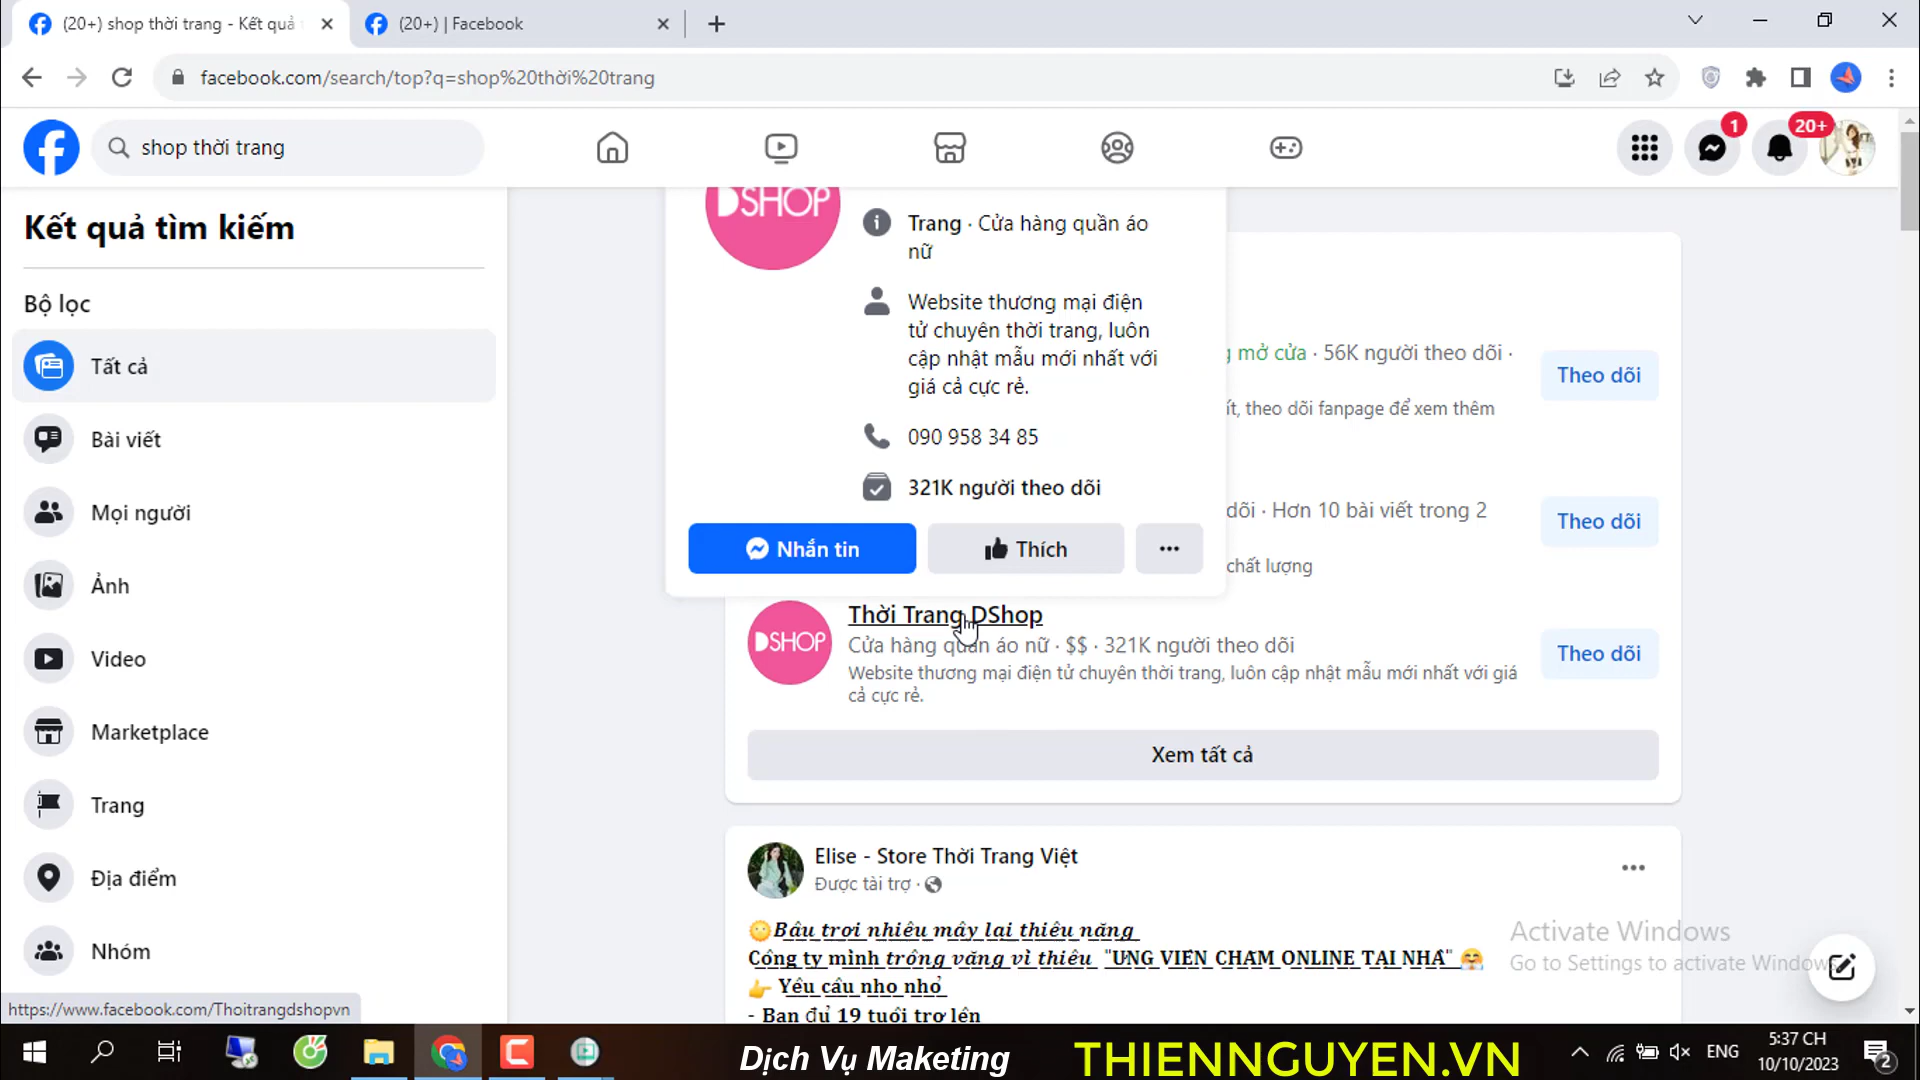 (20+) shop thời trang - Kết quả
(20+) | Facebook
facebook.com/search/top?q=shop%20thời%20trang
shop thời trang
1
20+
Kết quả tìm kiếm
Bộ lọc
Tất cả
Bài viết
Mọi người
Ảnh
Video
Marketplace
Trang
Địa điểm
Nhóm
DSHOP
Trang · Cửa hàng quần áo
nữ
Website thương mại điện
tử chuyên thời trang, luôn
cập nhật mẫu mới nhất với
giá cả cực rẻ.
090 958 34 85
321K người theo dõi
Nhắn tin
Thích
mở cửa · 56K người theo dõi ·
theo dõi fanpage để xem thêm
Theo dõi
dõi · Hơn 10 bài viết trong 2
chất lượng
Theo dõi
DSHOP
Thời Trang DShop
Cửa hàng quần áo nữ · $$ · 321K người theo dõi
Website thương mại điện tử chuyên thời trang, luôn cập nhật mẫu mới nhất với giá
cả cực rẻ.
Theo dõi
Xem tất cả
Elise - Store Thời Trang Việt
Được tài trợ ·
Bầu trời nhiều mây lại thiếu nắng
Công ty mình trống vắng vì thiếu "ỨNG VIÊN CHẤM ONLINE TẠI NHÀ"
Yêu cầu nho nhỏ
- Bạn đủ 19 tuổi trở lên
Activate Windows
Go to Settings to activate Windows
https://www.facebook.com/Thoitrangdshopvn
Dịch Vụ Maketing
THIENNGUYEN.VN
ENG
5:37 CH
10/10/2023
2